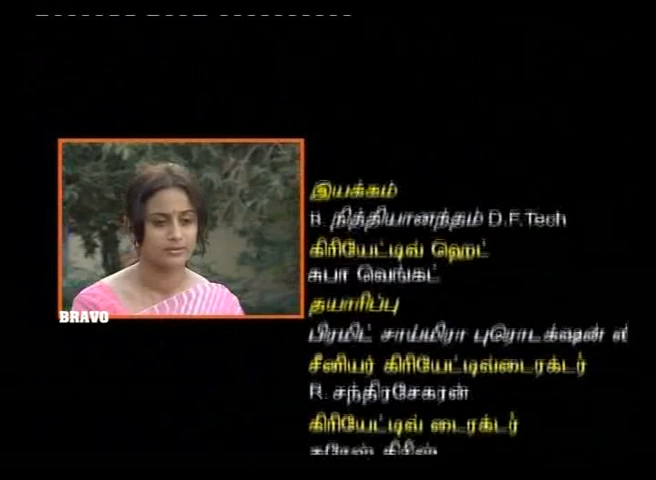 இயக்கம்
R. நித்தியானந்தம் D.F.Tech
கிரியேட்டிவ் ஹெட்
சுபா வெங்கட்
தயாரிப்பு
பிரமிட் சாய்மிரா புரொடக்‌ஷன்
சீனியர் கிரியேட்டிவ்டைரக்டர்
R. சந்திரசேகரன்
கிரியேட்டிவ் டைரக்டர்
BRAVO